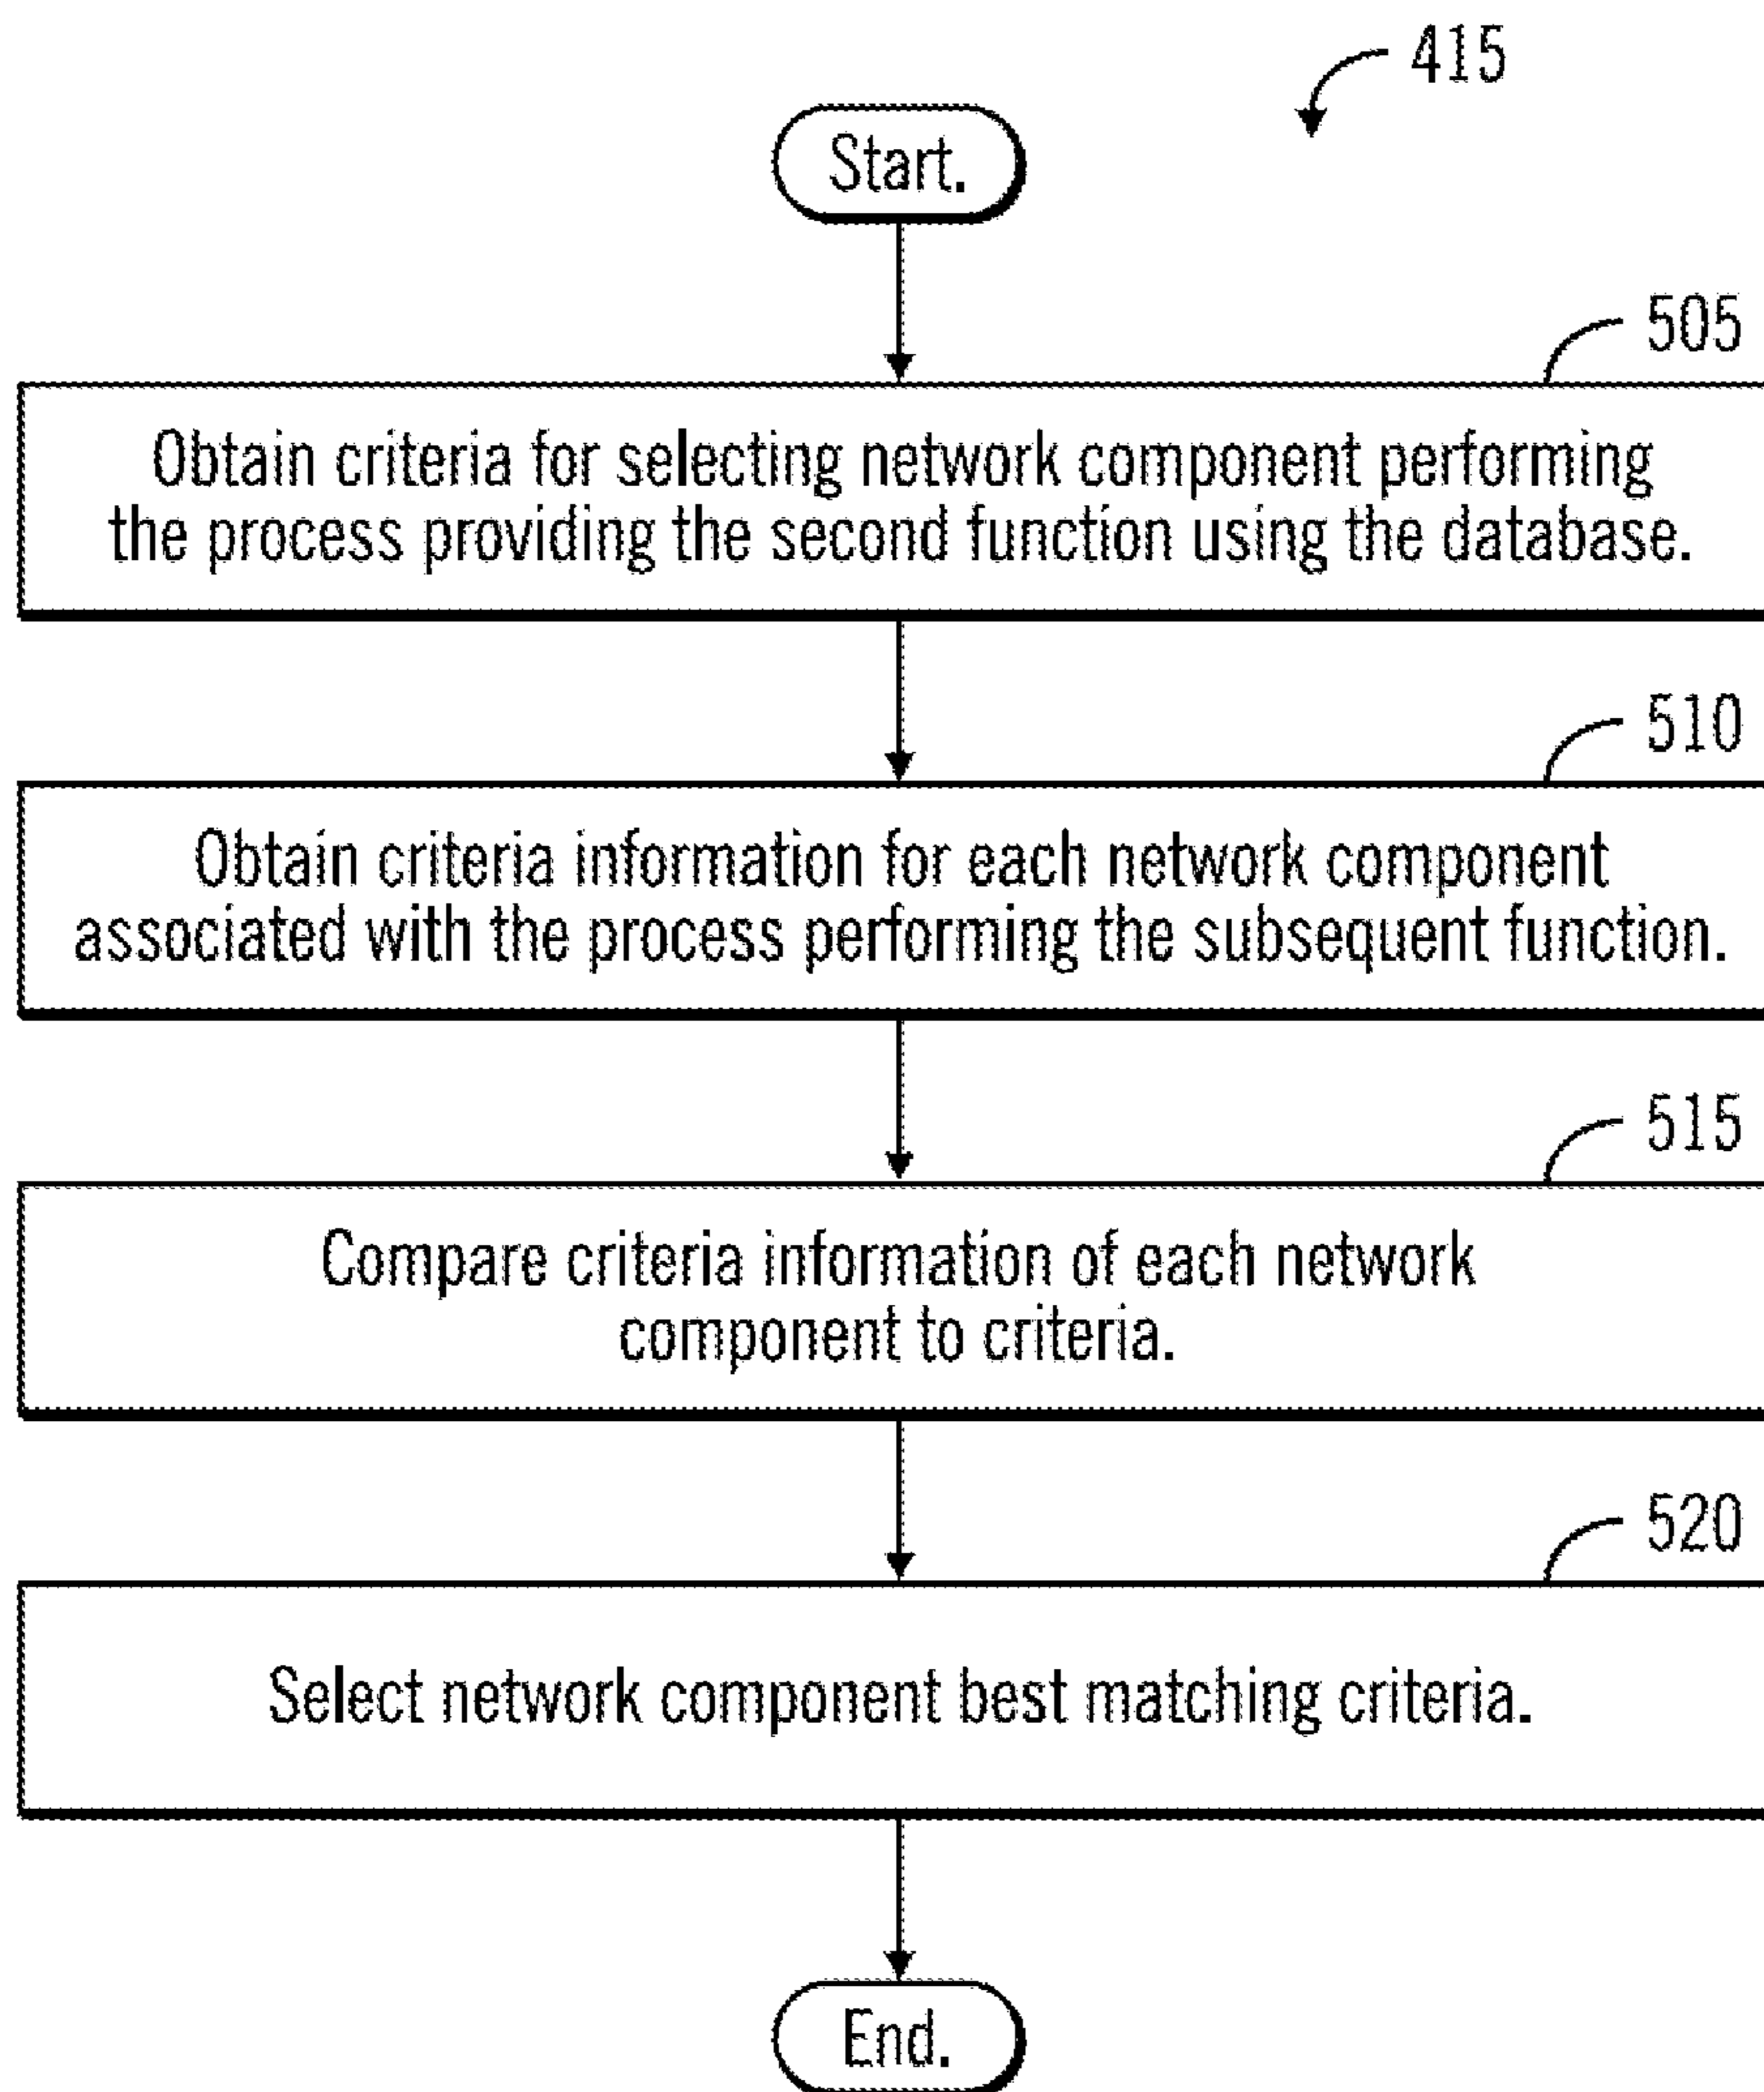 415
Start.
505
Obtain criteria for selecting network component performing
the process providing the second function using the database.
510
Obtain criteria information for each network component
associated with the process performing the subsequent function.
515
Compare criteria information of each network
component to criteria.
520
Select network component best matching criteria.
End.